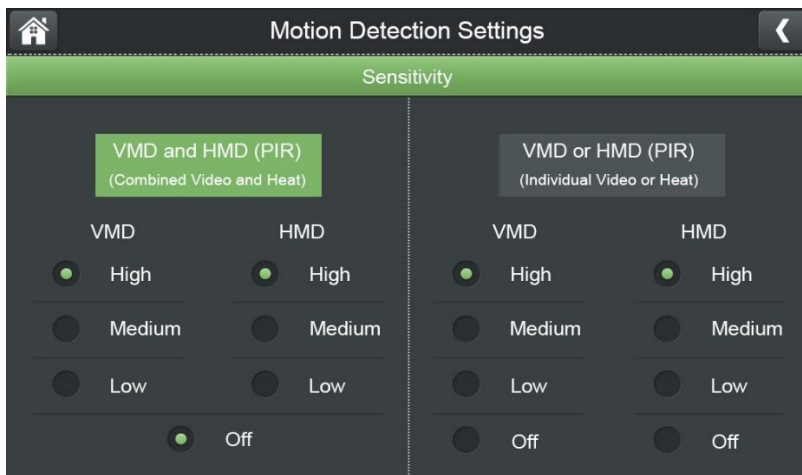 Motion Detection Settings
Sensitivity
VMD and HMD (PIR)
(Combined Video and Heat)
VMD HMD
High High
Medium Medium
Low Low
Off
VMD or HMD (PIR)
(Individual Video or Heat)
VMD HMD
High High
Medium Medium
Low Low
Off Off